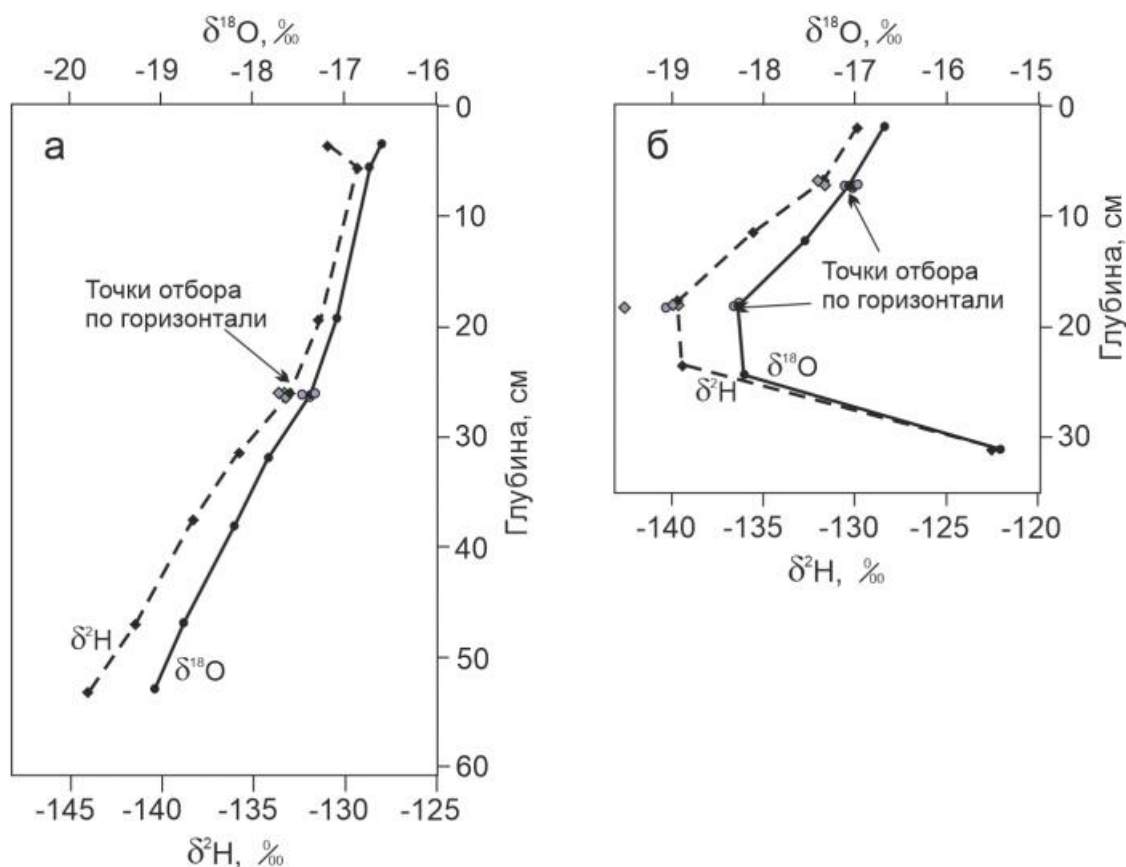 δ¹⁸O, ‰
-20 -19 -18 -17 -16
а
0
10
20
30
40
50
60
Глубина, см
Точки отбора
по горизонтали
δ²H
δ¹⁸O
-145 -140 -135 -130 -125
δ²H, ‰
δ¹⁸O, ‰
-19 -18 -17 -16 -15
б
0
10
20
30
Глубина, см
Точки отбора
по горизонтали
δ¹⁸O
δ²H
-140 -135 -130 -125 -120
δ²H, ‰